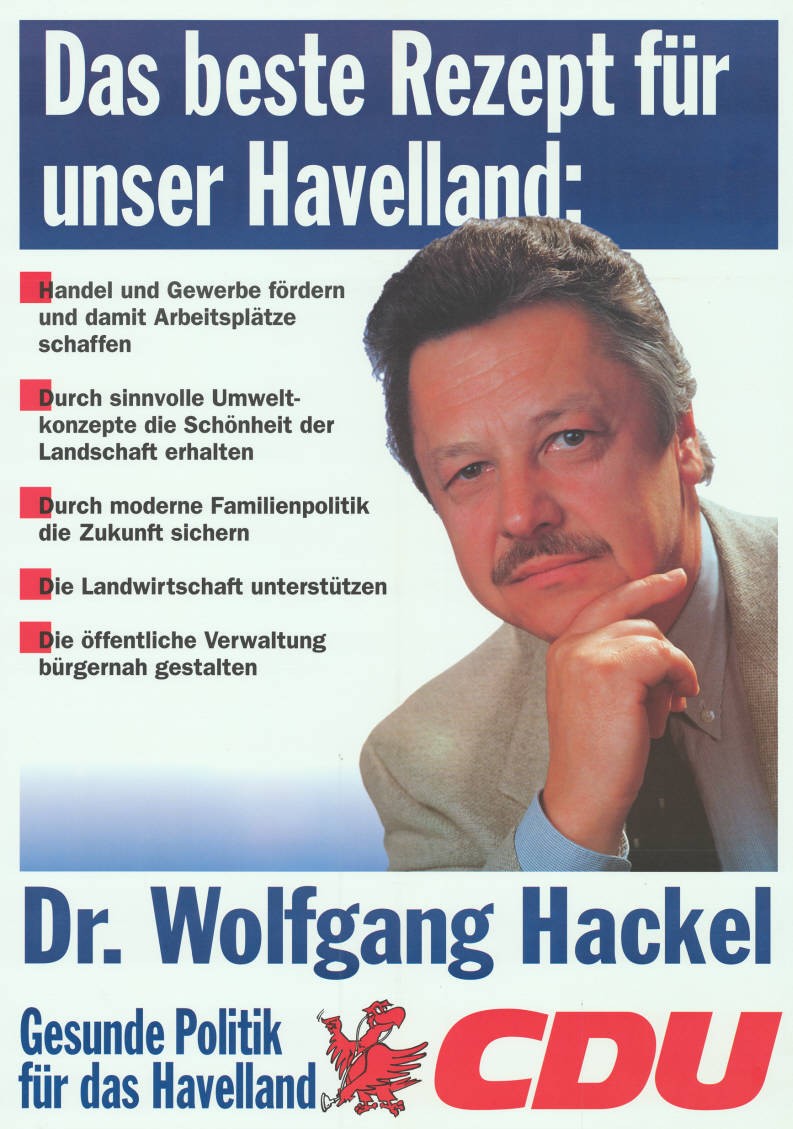 Das beste Rezept für
unser Havelland:
Handel und Gewerbe fördern
und damit Arbeitsplätze
schaffen
Durch sinnvolle Umwelt-
konzepte die Schönheit der
Landschaft erhalten
Durch moderne Familienpolitik
die Zukunft sichern
Die Landwirtschaft unterstützen
Die öffentliche Verwaltung
bürgernah gestalten
Dr. Wolfgang Hackel
Gesunde Politik
für das Havelland
CDU